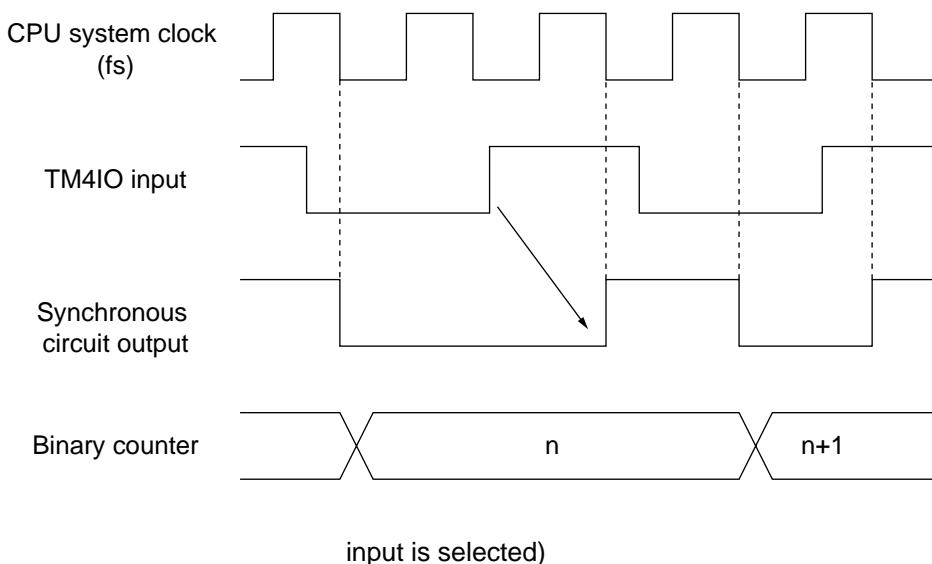 CPU system clock
(fs)
TM4IO input
Synchronous
circuit output
Binary counter
n
n+1
input is selected)